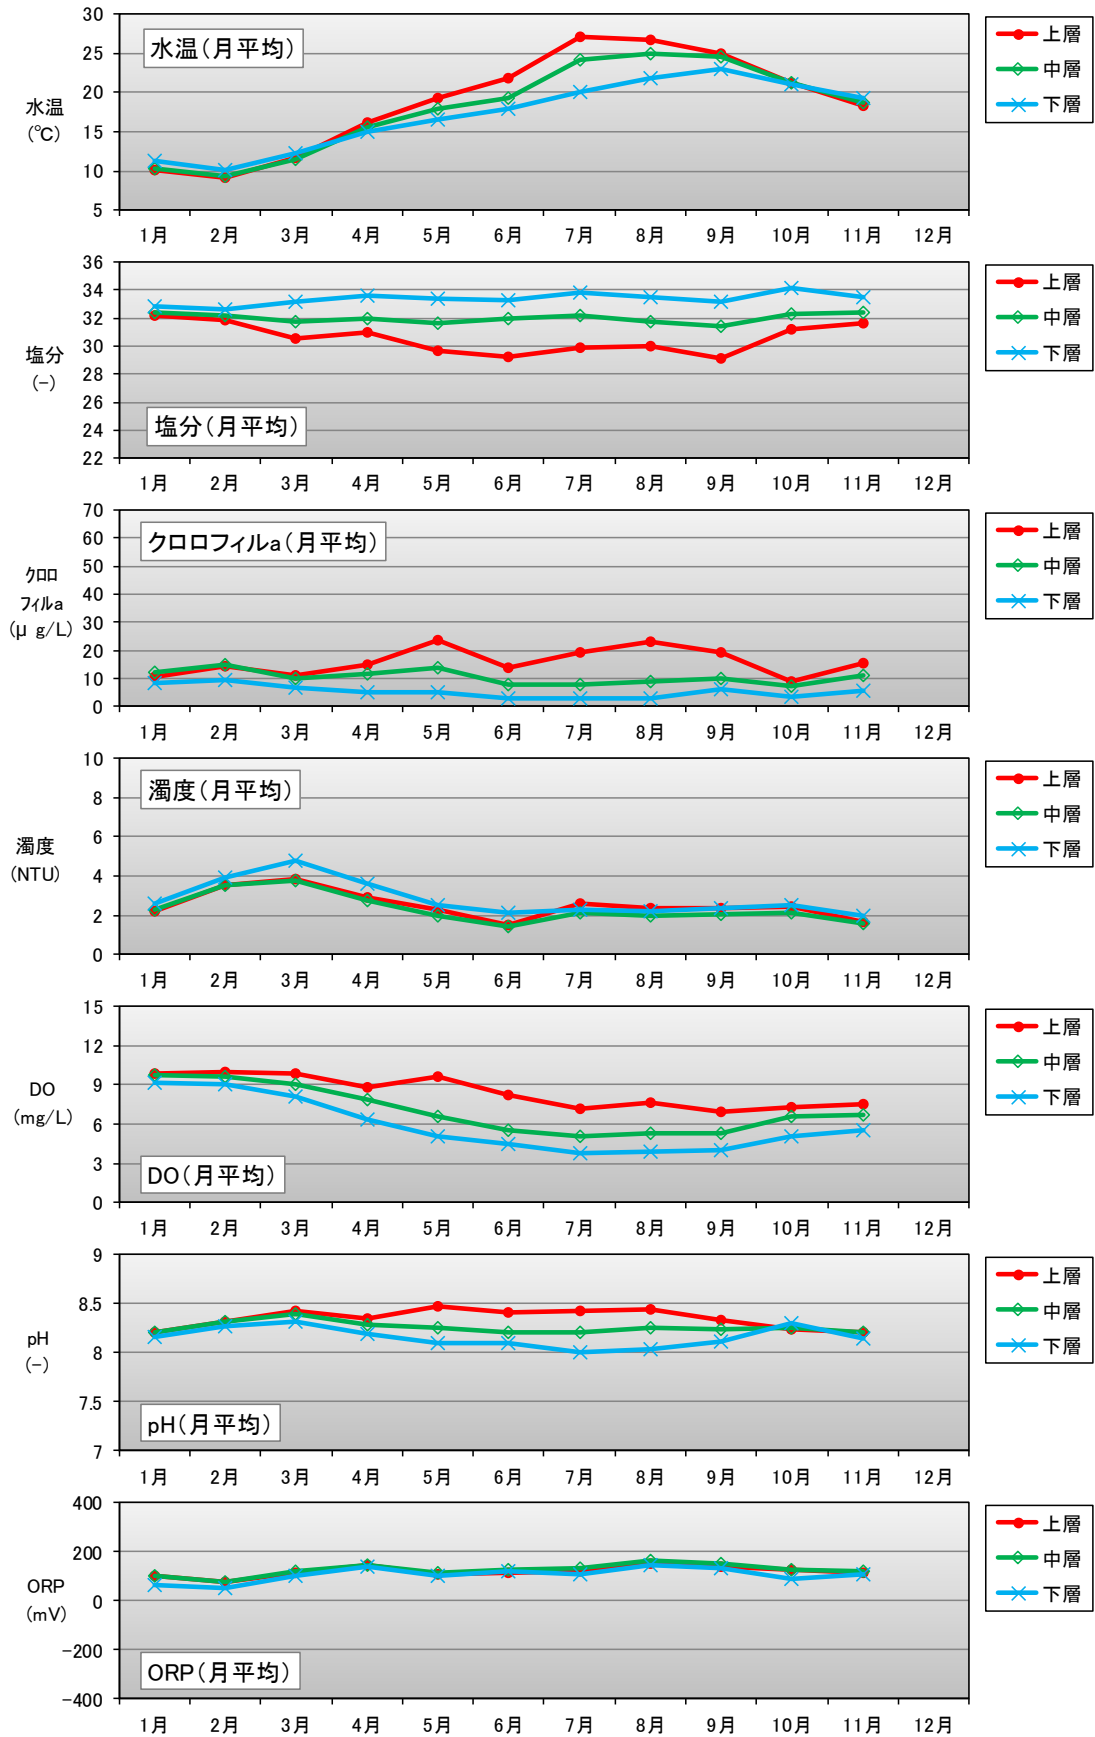 水温(月平均)
水温
(℃)
30
25
20
15
10
5
1月 2月 3月 4月 5月 6月 7月 8月 9月 10月 11月 12月
上層
中層
下層
塩分(月平均)
塩分
(-)
36
34
32
30
28
26
24
22
1月 2月 3月 4月 5月 6月 7月 8月 9月 10月 11月 12月
上層
中層
下層
クロロフィルa(月平均)
クロロ
フィルa
(μ g/L)
70
60
50
40
30
20
10
0
1月 2月 3月 4月 5月 6月 7月 8月 9月 10月 11月 12月
上層
中層
下層
濁度(月平均)
濁度
(NTU)
10
8
6
4
2
0
1月 2月 3月 4月 5月 6月 7月 8月 9月 10月 11月 12月
上層
中層
下層
DO(月平均)
DO
(mg/L)
15
12
9
6
3
0
1月 2月 3月 4月 5月 6月 7月 8月 9月 10月 11月 12月
上層
中層
下層
pH(月平均)
pH
(-)
9
8.5
8
7.5
7
1月 2月 3月 4月 5月 6月 7月 8月 9月 10月 11月 12月
上層
中層
下層
ORP(月平均)
ORP
(mV)
400
200
0
-200
-400
1月 2月 3月 4月 5月 6月 7月 8月 9月 10月 11月 12月
上層
中層
下層